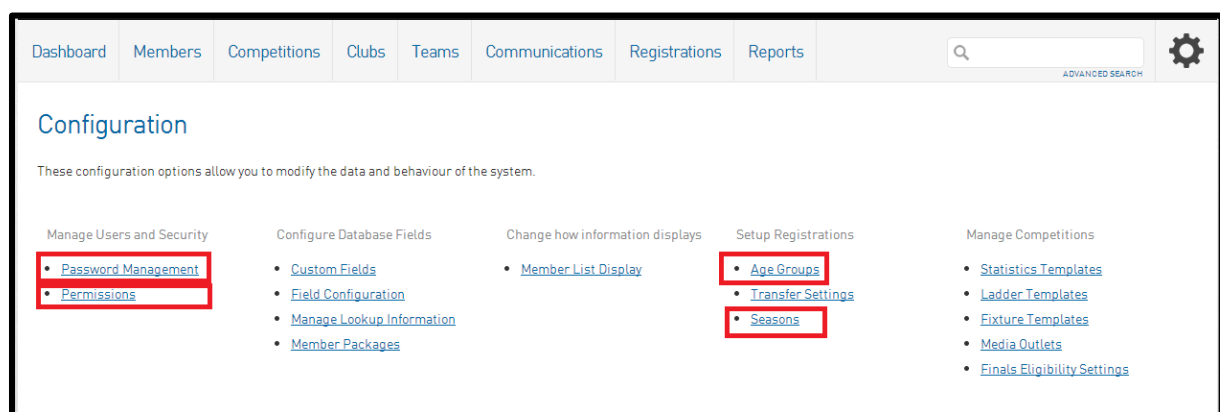 Dashboard Members Competitions Clubs Teams Communications Registrations Reports
ADVANCED SEARCH
Configuration
These configuration options allow you to modify the data and behaviour of the system.
Manage Users and Security
Password Management
Permissions
Configure Database Fields
Custom Fields
Field Configuration
Manage Lookup Information
Member Packages
Change how information displays
Member List Display
Setup Registrations
Age Groups
Transfer Settings
Seasons
Manage Competitions
Statistics Templates
Ladder Templates
Fixture Templates
Media Outlets
Finals Eligibility Settings